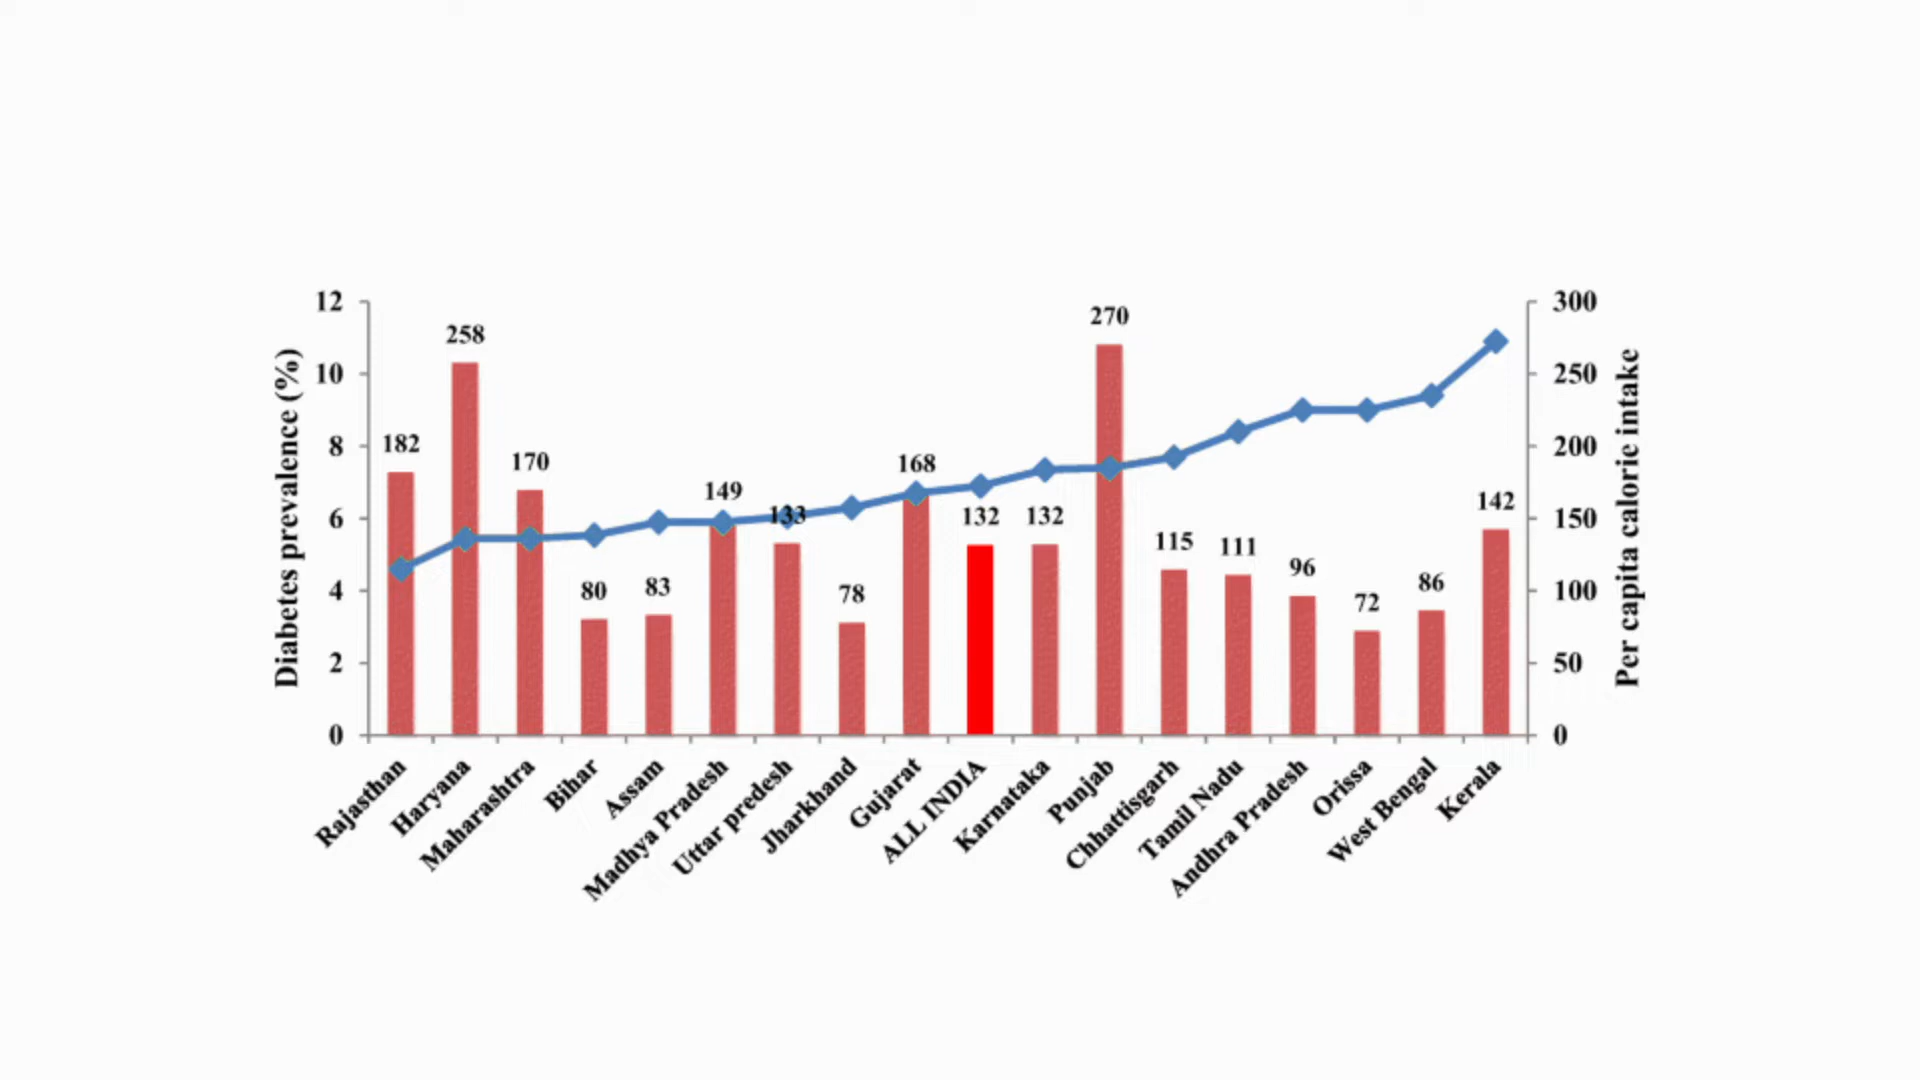 Diabetes prevalence (%)
12
10
8
6
4
2
0
182
258
170
80
83
149
133
78
168
132
132
270
115
111
96
72
86
142
300
250
200
150
100
50
0
Per capita calorie intake
Rajasthan
Haryana
Maharashtra
Bihar
Assam
Madhya Pradesh
Uttar predesh
Jharkhand
Gujarat
ALL INDIA
Karnataka
Punjab
Chhattisgarh
Tamil Nadu
Andhra Pradesh
Orissa
West Bengal
Kerala